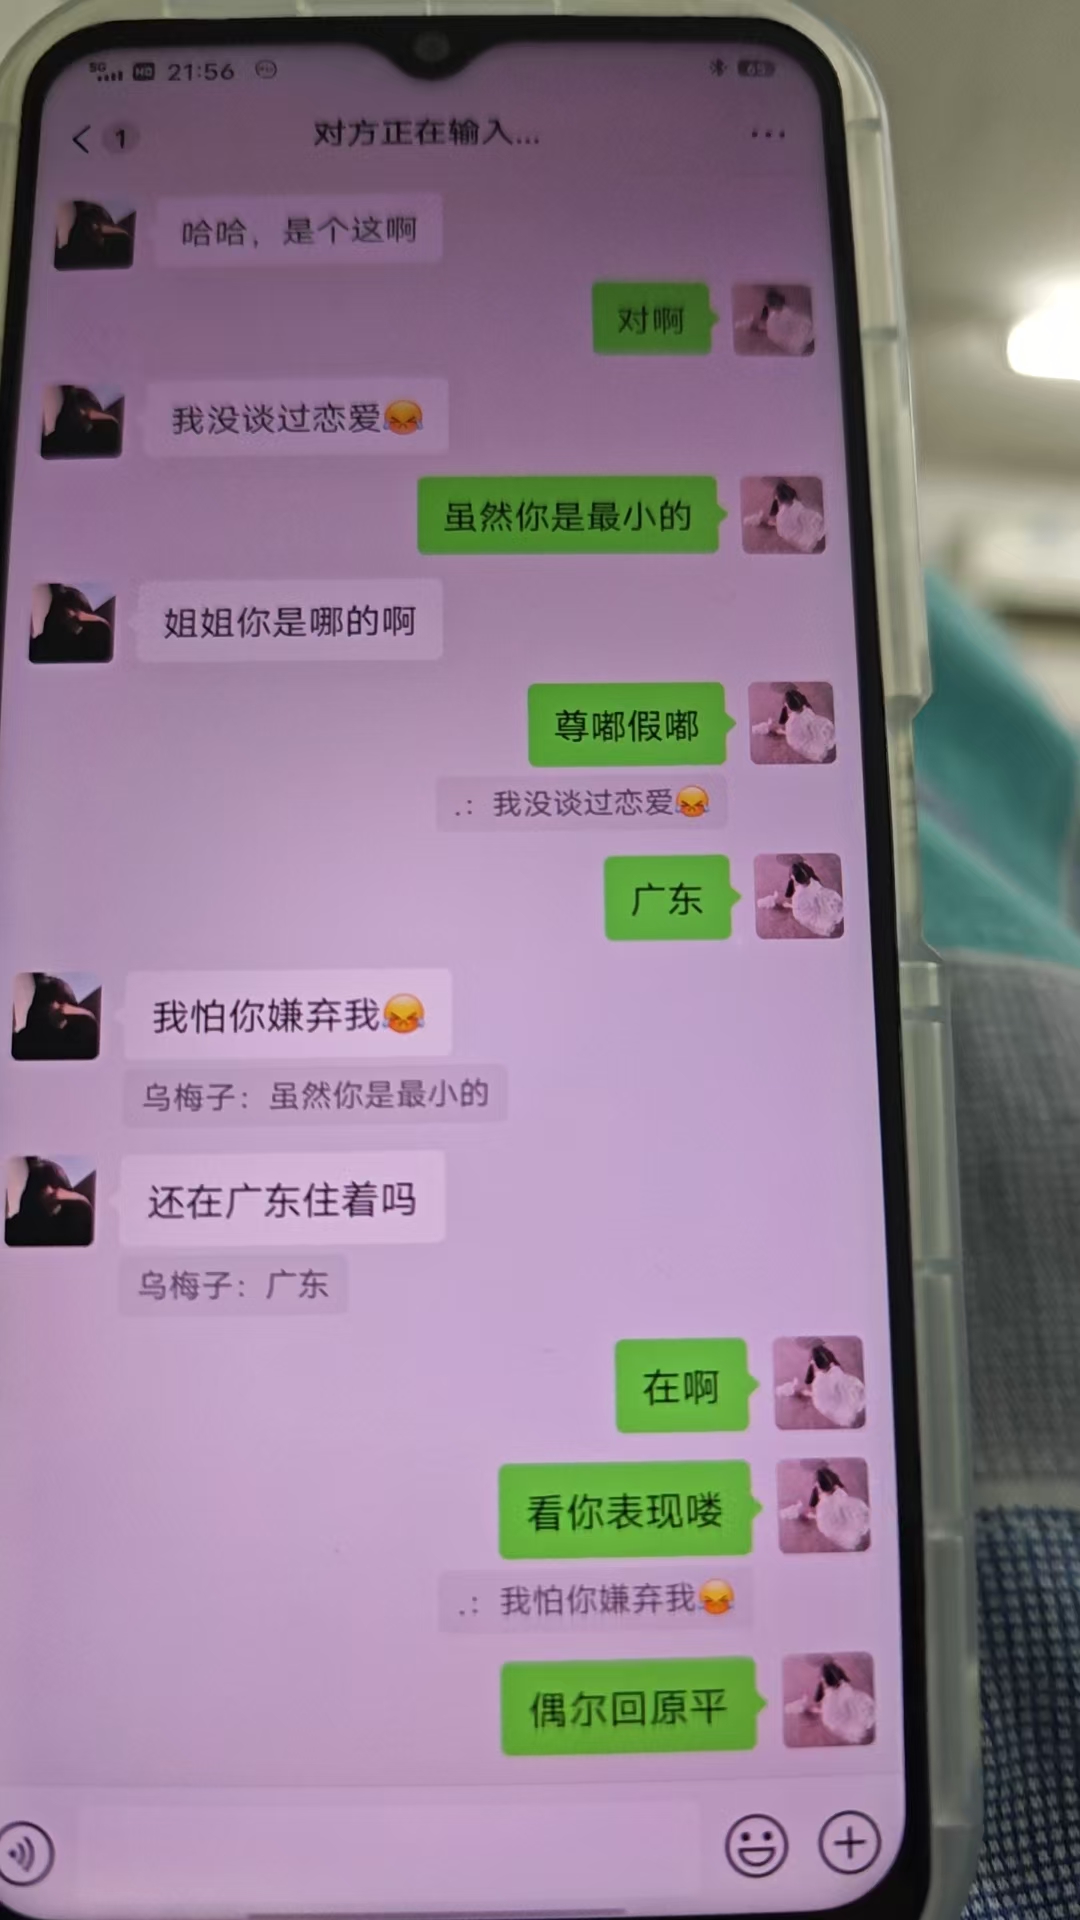 5G HD 21:56 65
1 对方正在输入...
哈哈，是个这啊
对啊
我没谈过恋爱😝
虽然你是最小的
姐姐你是哪的啊
尊嘟假嘟
.：我没谈过恋爱😝
广东
我怕你嫌弃我😝
乌梅子：虽然你是最小的
还在广东住着吗
乌梅子：广东
在啊
看你表现喽
.：我怕你嫌弃我😝
偶尔回原平